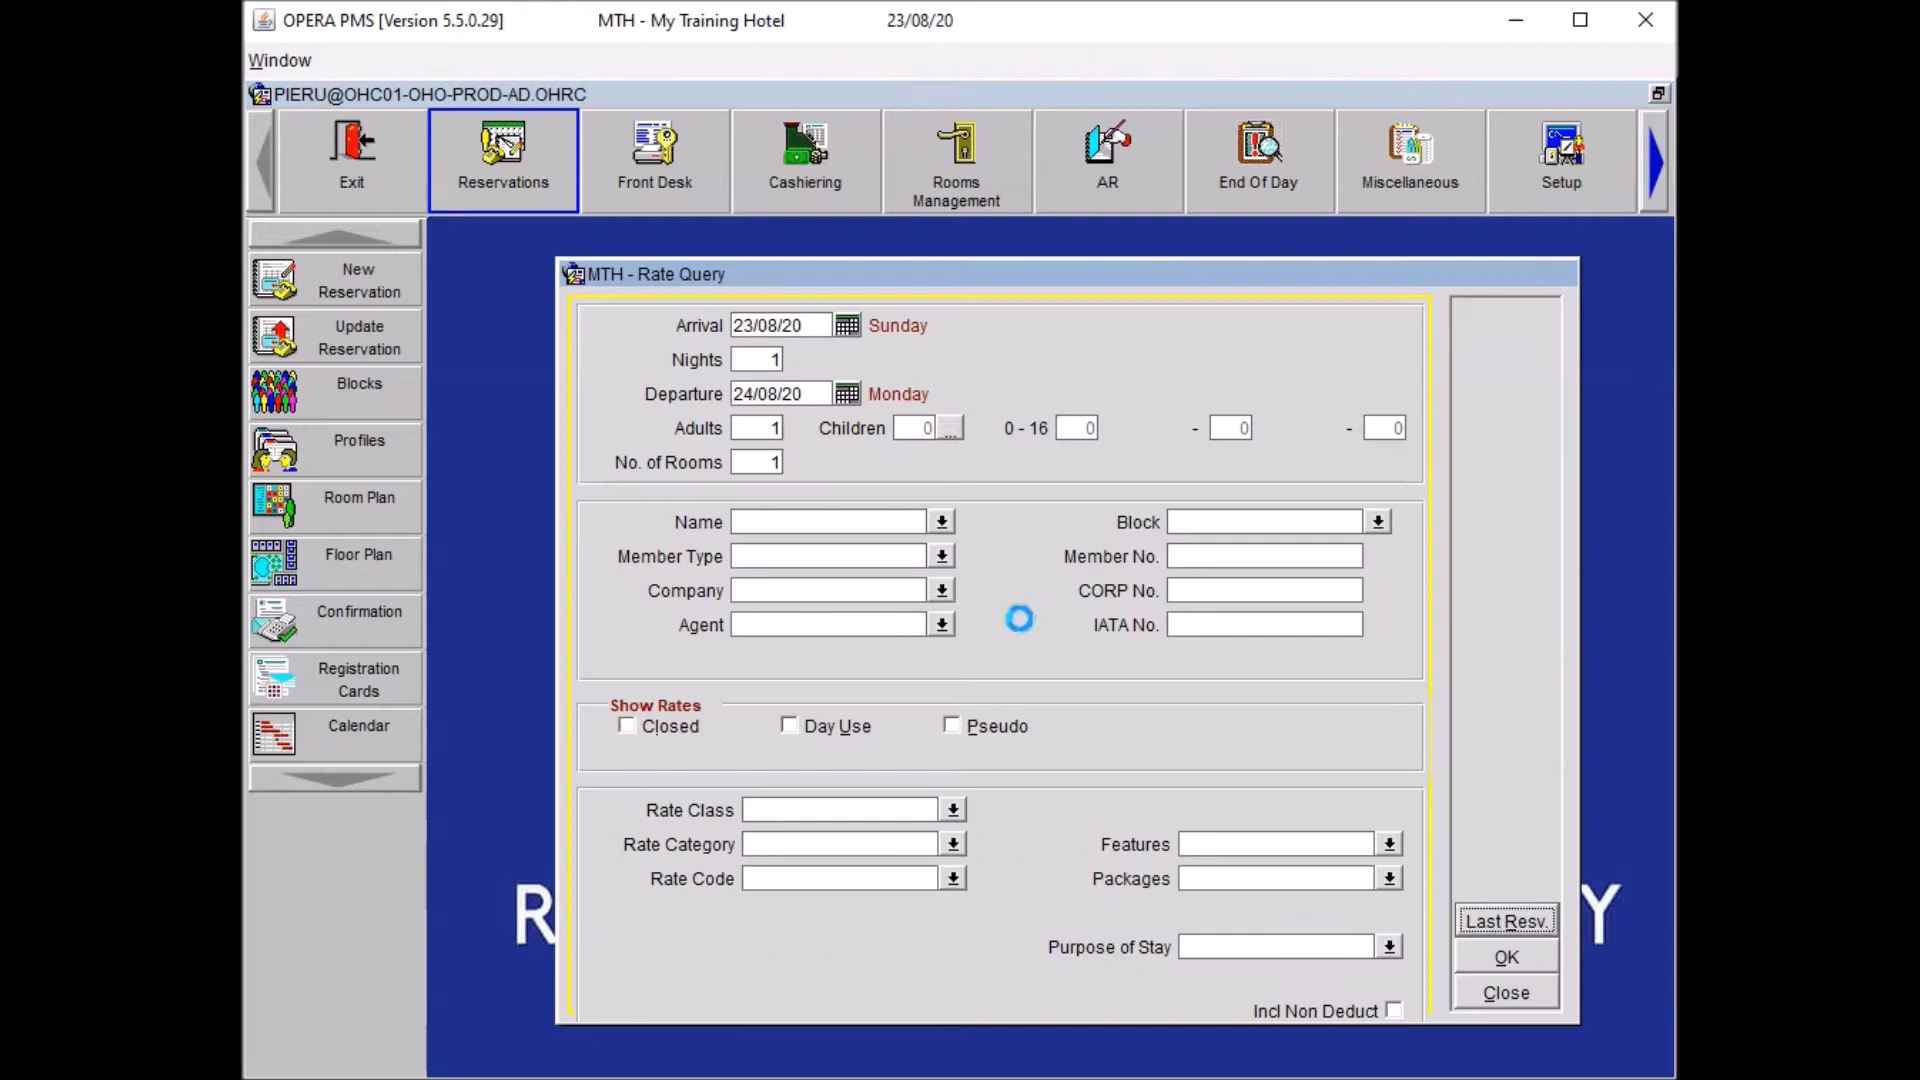 OPERA PMS [Version 5.5.0.29] MTH - My Training Hotel 23/08/20
Window
PIERU@OHC01-OHO-PROD-AD.OHRC
Exit
Reservations
Front Desk
Cashiering
Rooms
Management
AR
End Of Day
Miscellaneous
Setup
New
Reservation
Update
Reservation
Blocks
Profiles
Room Plan
Floor Plan
Confirmation
Registration
Cards
Calendar
MTH - Rate Query
Arrival 23/08/20 Sunday
Nights 1
Departure 24/08/20 Monday
Adults 1 Children 0 ... 0 - 16 0 - 0 - 0
No. of Rooms 1
Name Block
Member Type Member No.
Company CORP No.
Agent IATA No.
Show Rates
Closed Day Use Pseudo
Rate Class
Rate Category Features
Rate Code Packages
Purpose of Stay
Incl Non Deduct
Last Resv.
OK
Close
R Y